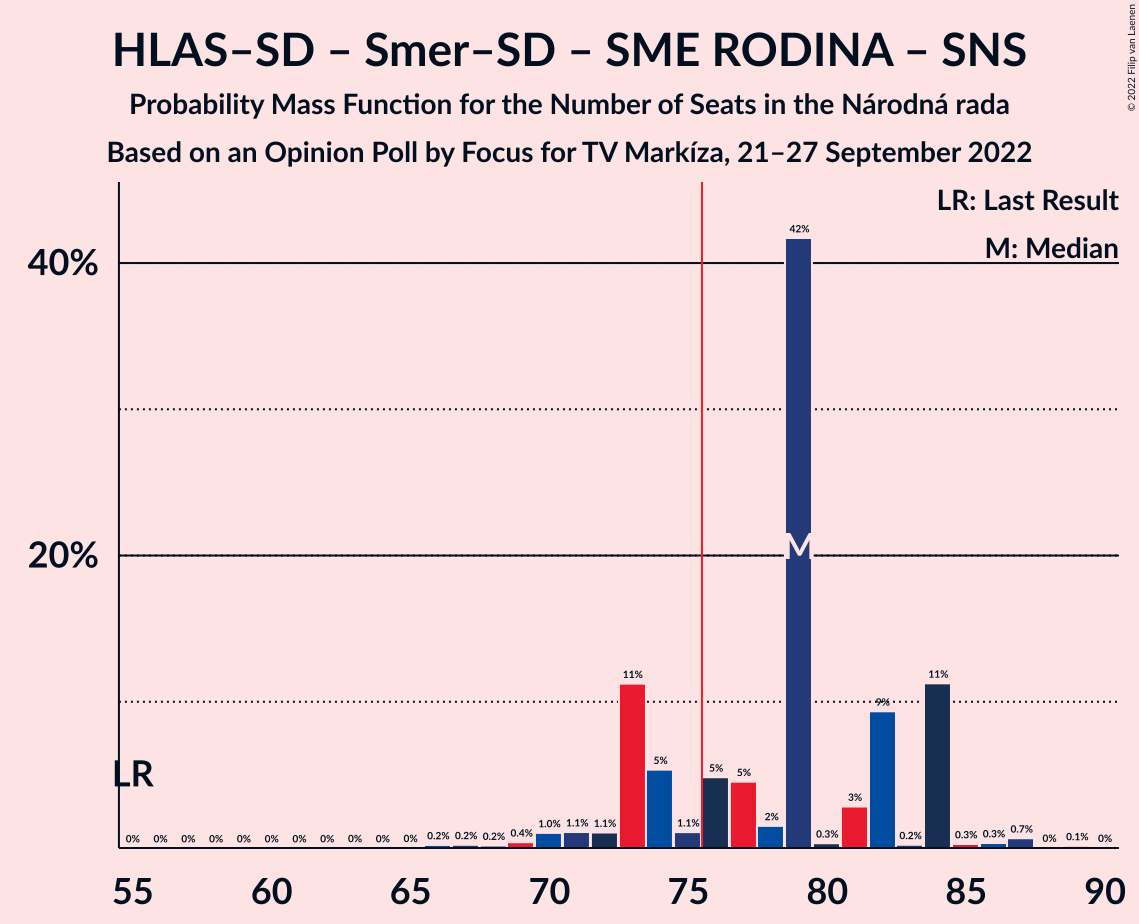 HLAS–SD – Smer–SD – SME RODINA – SNS
Probability Mass Function for the Number of Seats in the Národná rada
Based on an Opinion Poll by Focus for TV Markíza, 21–27 September 2022
© 2022 Filip van Laenen
LR: Last Result
M: Median
40%
20%
42%
M
LR
0% 0% 0% 0% 0% 0% 0% 0% 0% 0% 0% 0.2% 0.2% 0.2% 0.4% 1.0% 1.1% 1.1% 11% 5% 1.1% 5% 5% 2% 0.3% 3% 9% 0.2% 11% 0.3% 0.3% 0.7% 0% 0.1% 0%
55 60 65 70 75 80 85 90